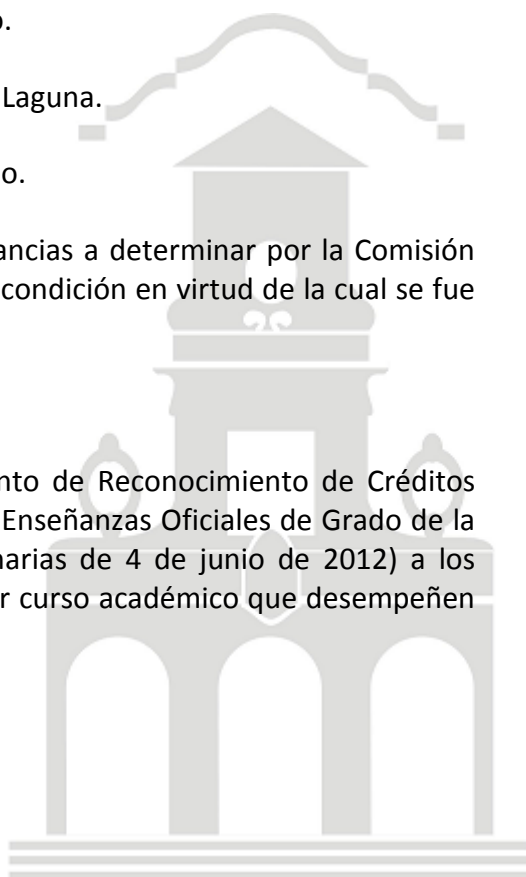 o.
Laguna.
o.
ancias a determinar por la Comisión
condición en virtud de la cual se fue
nto de Reconocimiento de Créditos
Enseñanzas Oficiales de Grado de la
narias de 4 de junio de 2012) a los
r curso académico que desempeñen